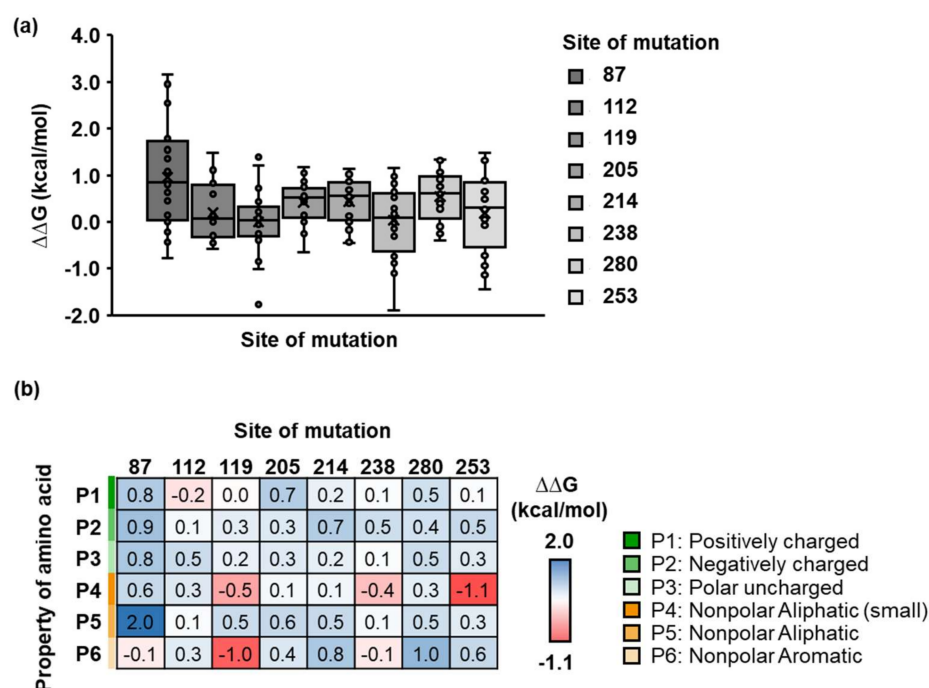 (a)
4.0
3.0
2.0
1.0
0.0
-1.0
-2.0
ΔΔG (kcal/mol)
Site of mutation
Site of mutation
87
112
119
205
214
238
280
253
(b)
Site of mutation
87 112 119 205 214 238 280 253
Property of amino acid
P1 0.8 -0.2 0.0 0.7 0.2 0.1 0.5 0.1
P2 0.9 0.1 0.3 0.3 0.7 0.5 0.4 0.5
P3 0.8 0.5 0.2 0.3 0.2 0.1 0.5 0.3
P4 0.6 0.3 -0.5 0.1 0.1 -0.4 0.3 -1.1
P5 2.0 0.1 0.5 0.6 0.5 0.1 0.5 0.3
P6 -0.1 0.3 -1.0 0.4 0.8 -0.1 1.0 0.6
ΔΔG
(kcal/mol)
2.0
-1.1
P1: Positively charged
P2: Negatively charged
P3: Polar uncharged
P4: Nonpolar Aliphatic (small)
P5: Nonpolar Aliphatic
P6: Nonpolar Aromatic